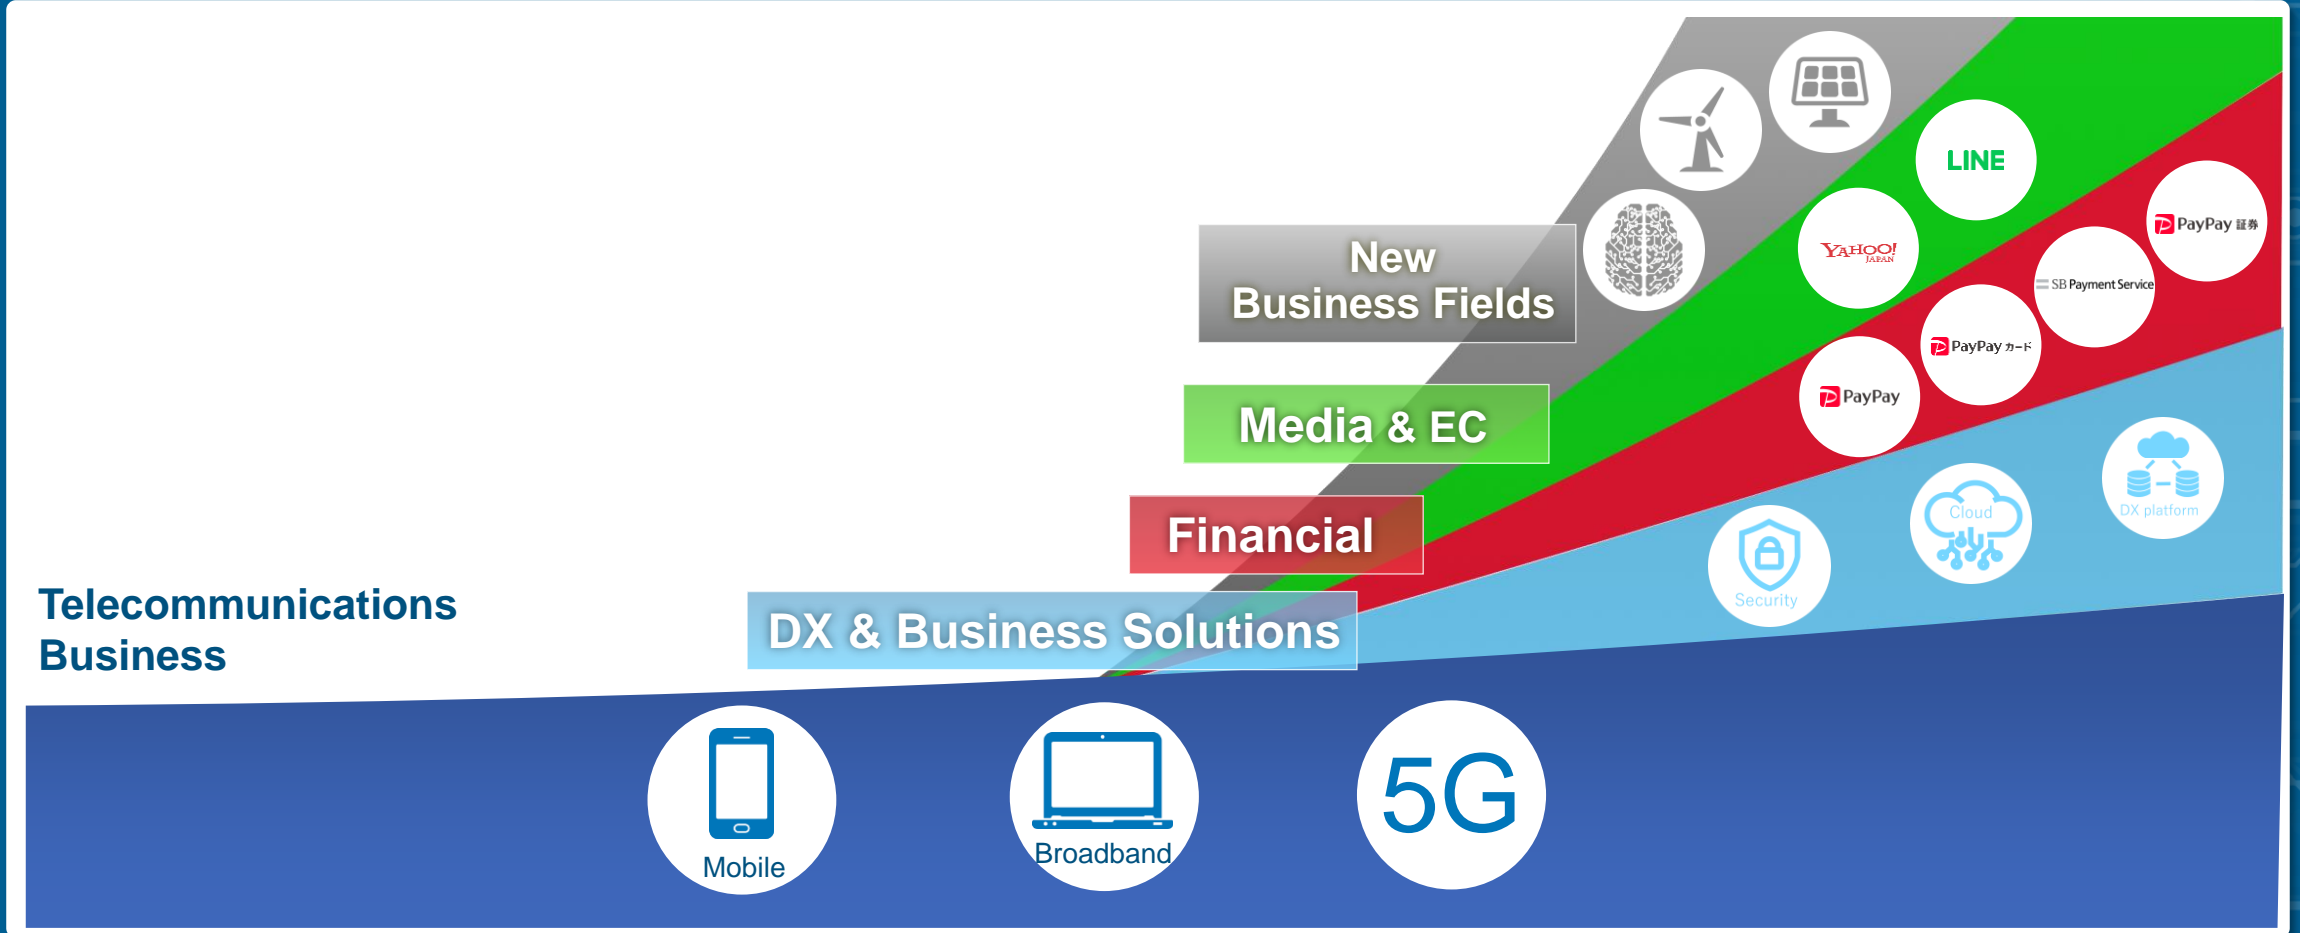 New
Business Fields
Media & EC
Financial
DX & Business Solutions
Telecommunications
Business
LINE
YAHOO!
JAPAN
PayPay 証券
SB Payment Service
PayPay カード
PayPay
DX platform
Cloud
Security
Mobile
Broadband
5G